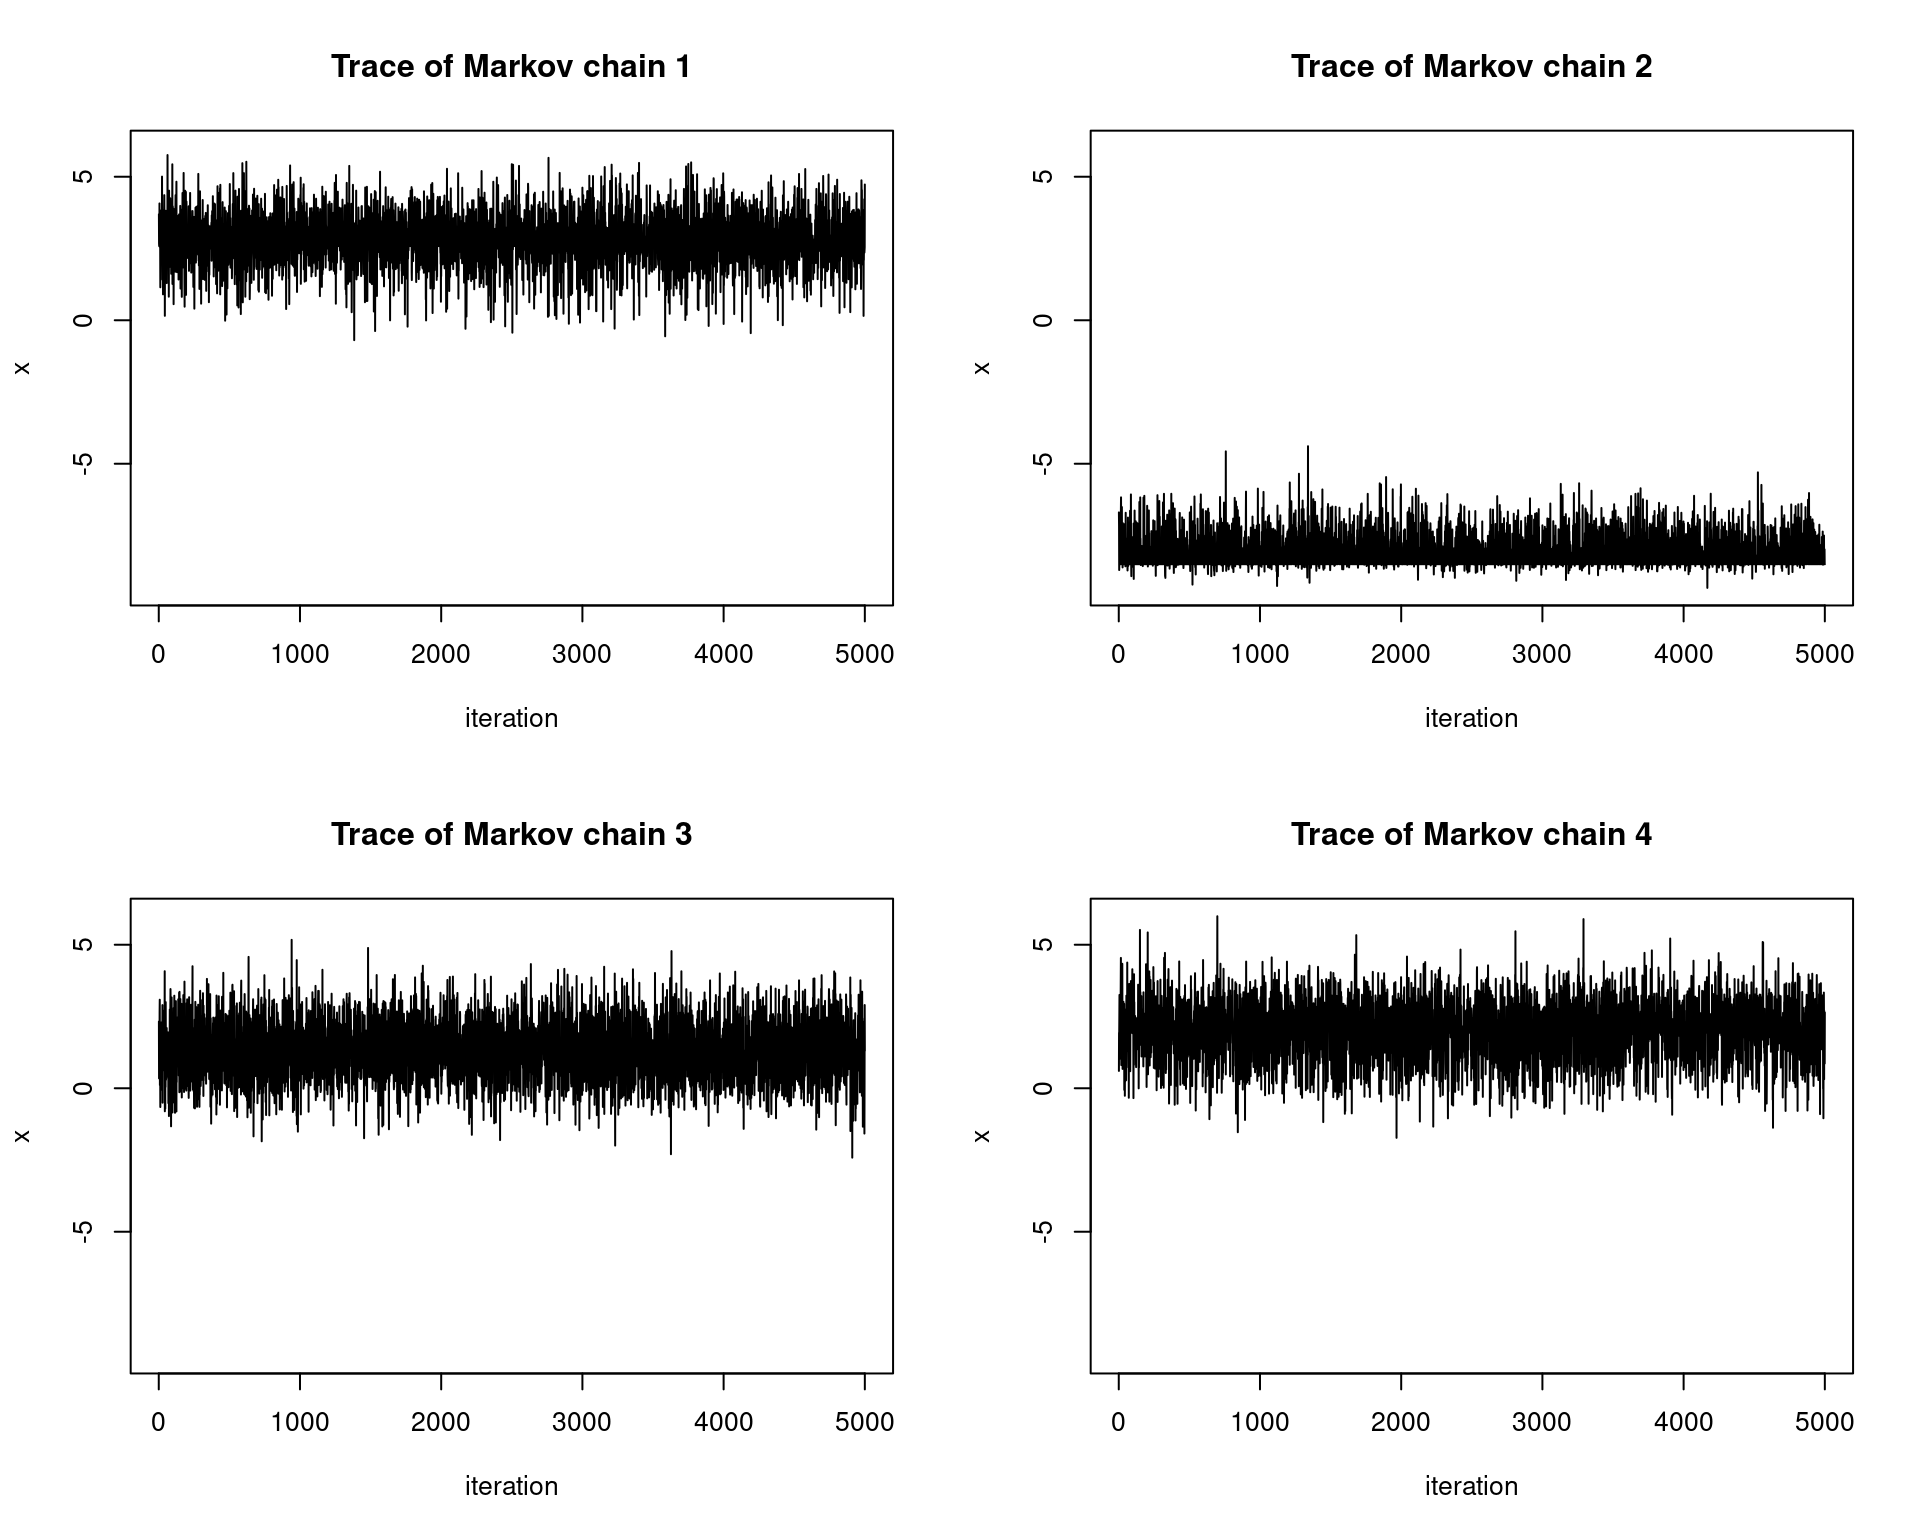 Trace of Markov chain 1
5
0
-5
x
0 1000 2000 3000 4000 5000
iteration
Trace of Markov chain 2
5
0
-5
x
0 1000 2000 3000 4000 5000
iteration
Trace of Markov chain 3
5
0
-5
x
0 1000 2000 3000 4000 5000
iteration
Trace of Markov chain 4
5
0
-5
x
0 1000 2000 3000 4000 5000
iteration